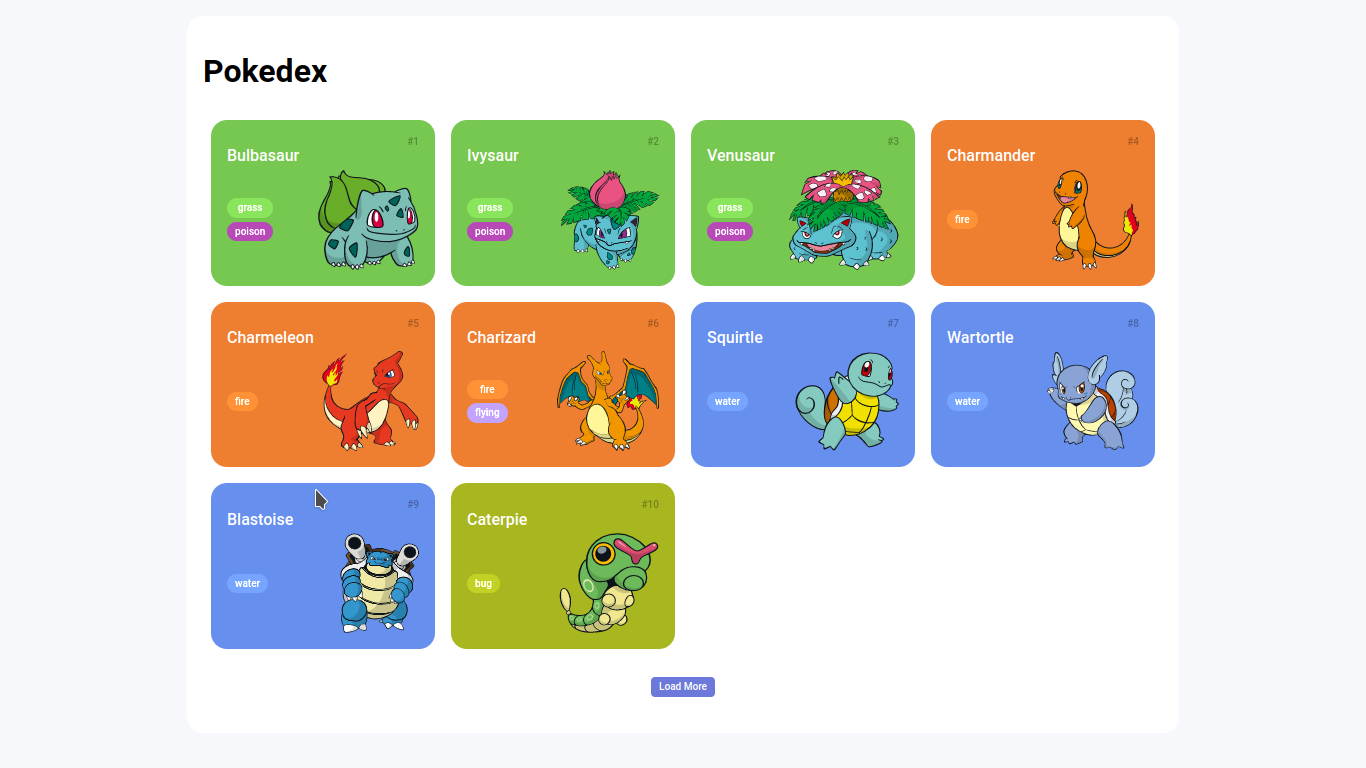 Pokedex
#1
Bulbasaur
grass
poison
#2
Ivysaur
grass
poison
#3
Venusaur
grass
poison
#4
Charmander
fire
#5
Charmeleon
fire
#6
Charizard
fire
flying
#7
Squirtle
water
#8
Wartortle
water
#9
Blastoise
water
#10
Caterpie
bug
Load More